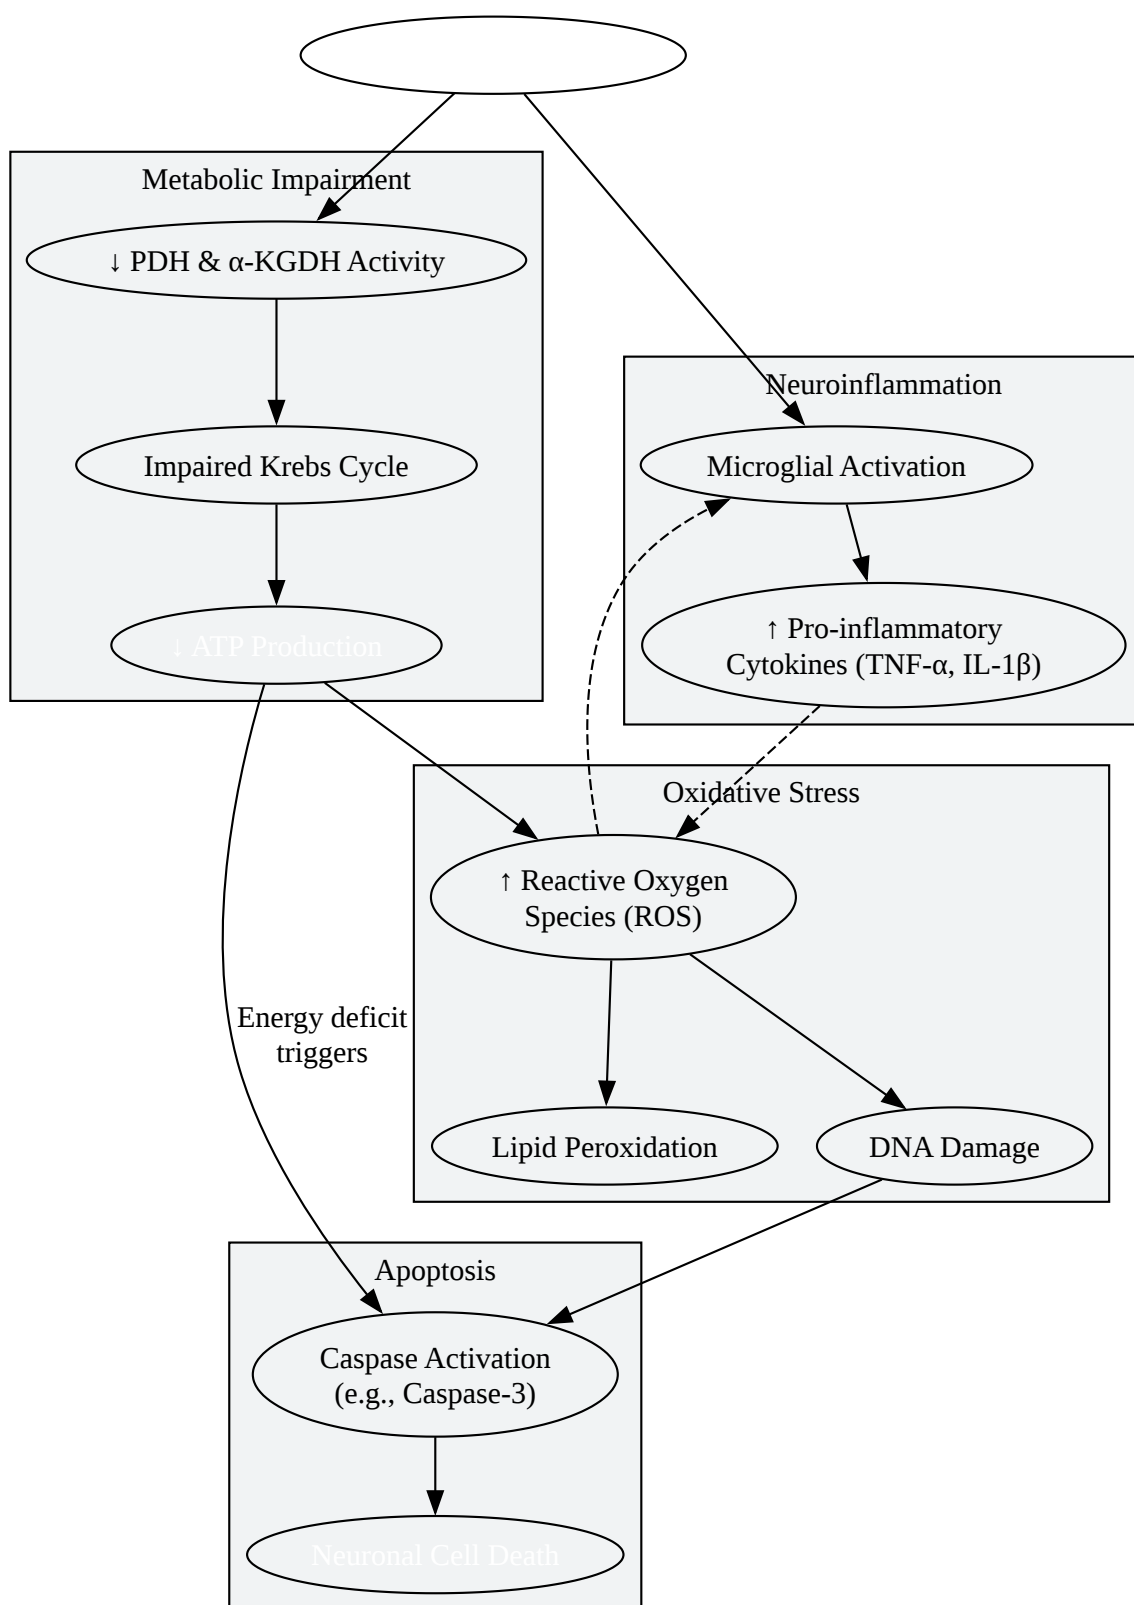 Metabolic Impairment
↓ PDH & α-KGDH Activity
Neuroinflammation
Impaired Krebs Cycle
Microglial Activation
↓ ATP Production
↑ Pro-inflammatory
Cytokines (TNF-α, IL-1β)
Oxidative Stress
↑ Reactive Oxygen
Species (ROS)
Energy deficit
triggers
Lipid Peroxidation
DNA Damage
Apoptosis
Caspase Activation
(e.g., Caspase-3)
Neuronal Cell Death